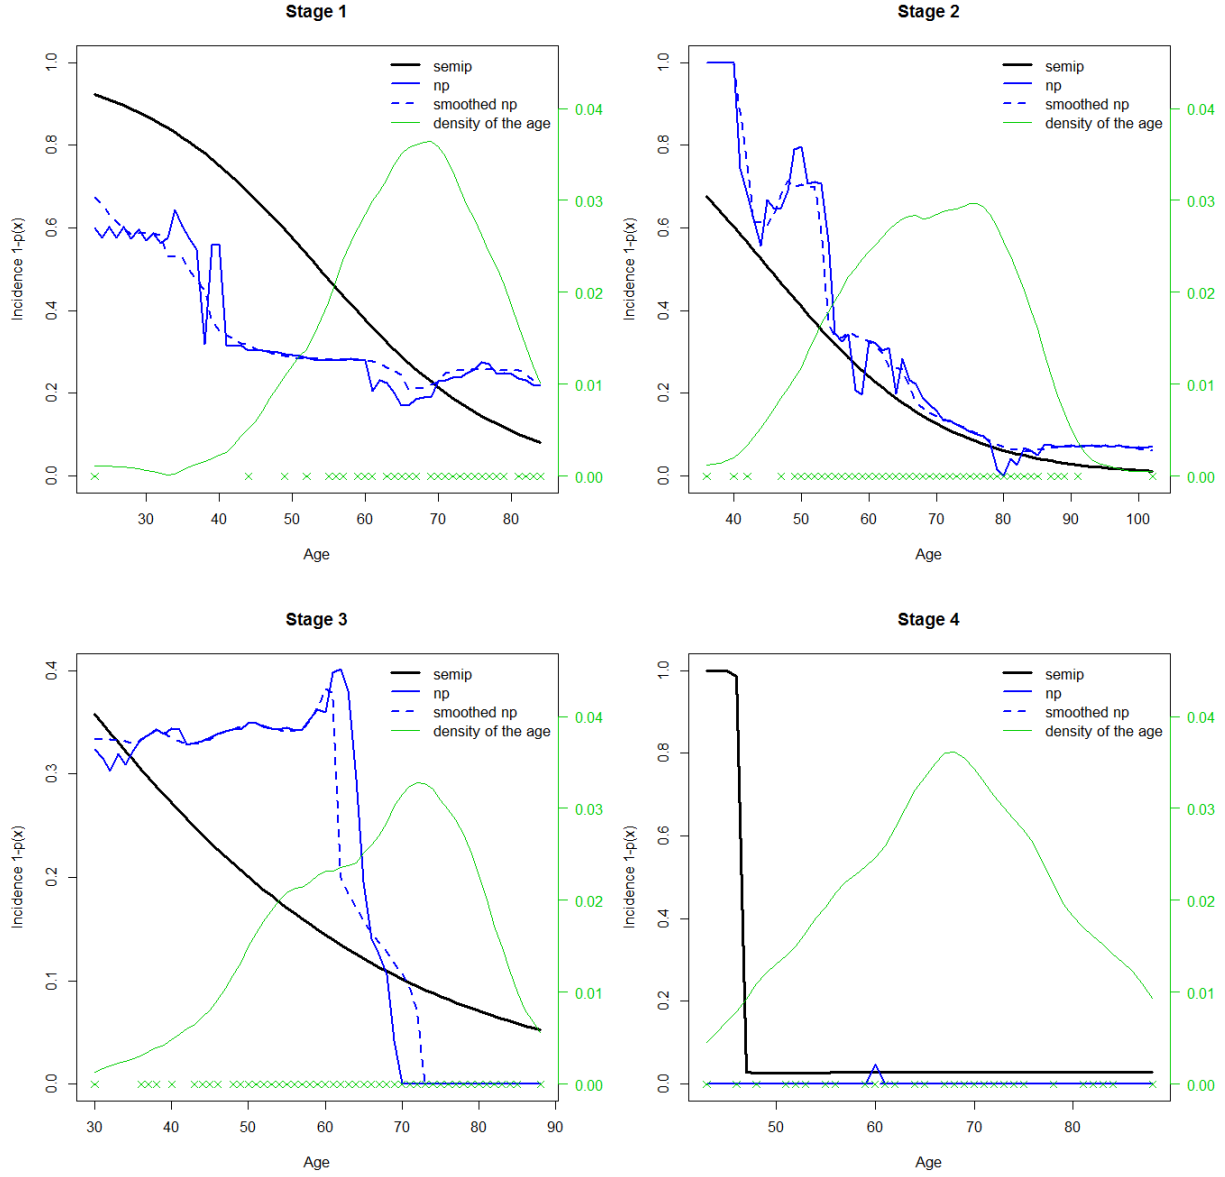 Stage 1
semip
np
smoothed np
density of the age
Incidence 1-p(x)
0.0
0.2
0.4
0.6
0.8
1.0
0.00
0.01
0.02
0.03
0.04
30 40 50 60 70 80
Age
Stage 2
semip
np
smoothed np
density of the age
Incidence 1-p(x)
0.0
0.2
0.4
0.6
0.8
1.0
0.00
0.01
0.02
0.03
0.04
40 50 60 70 80 90 100
Age
Stage 3
semip
np
smoothed np
density of the age
Incidence 1-p(x)
0.0
0.1
0.2
0.3
0.4
0.00
0.01
0.02
0.03
0.04
30 40 50 60 70 80 90
Age
Stage 4
semip
np
smoothed np
density of the age
Incidence 1-p(x)
0.0
0.2
0.4
0.6
0.8
1.0
0.00
0.01
0.02
0.03
0.04
50 60 70 80
Age